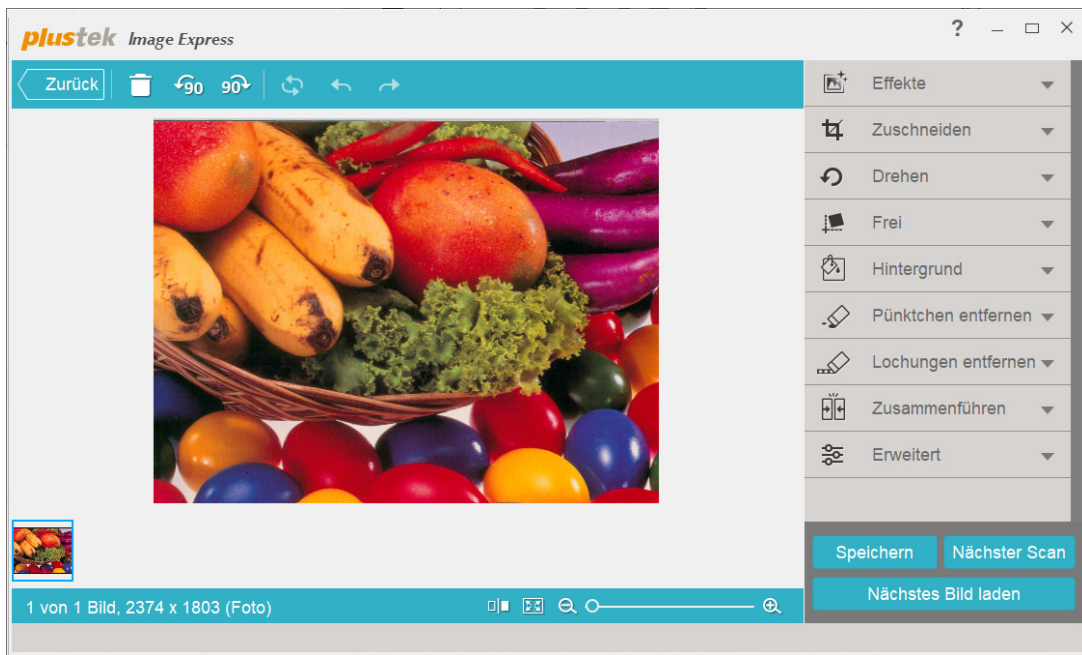 plustek Image Express
?
Zurück
90 90
Effekte
Zuschneiden
Drehen
Frei
Hintergrund
Pünktchen entfernen
Lochungen entfernen
Zusammenführen
Erweitert
Speichern
Nächster Scan
Nächstes Bild laden
1 von 1 Bild, 2374 x 1803 (Foto)